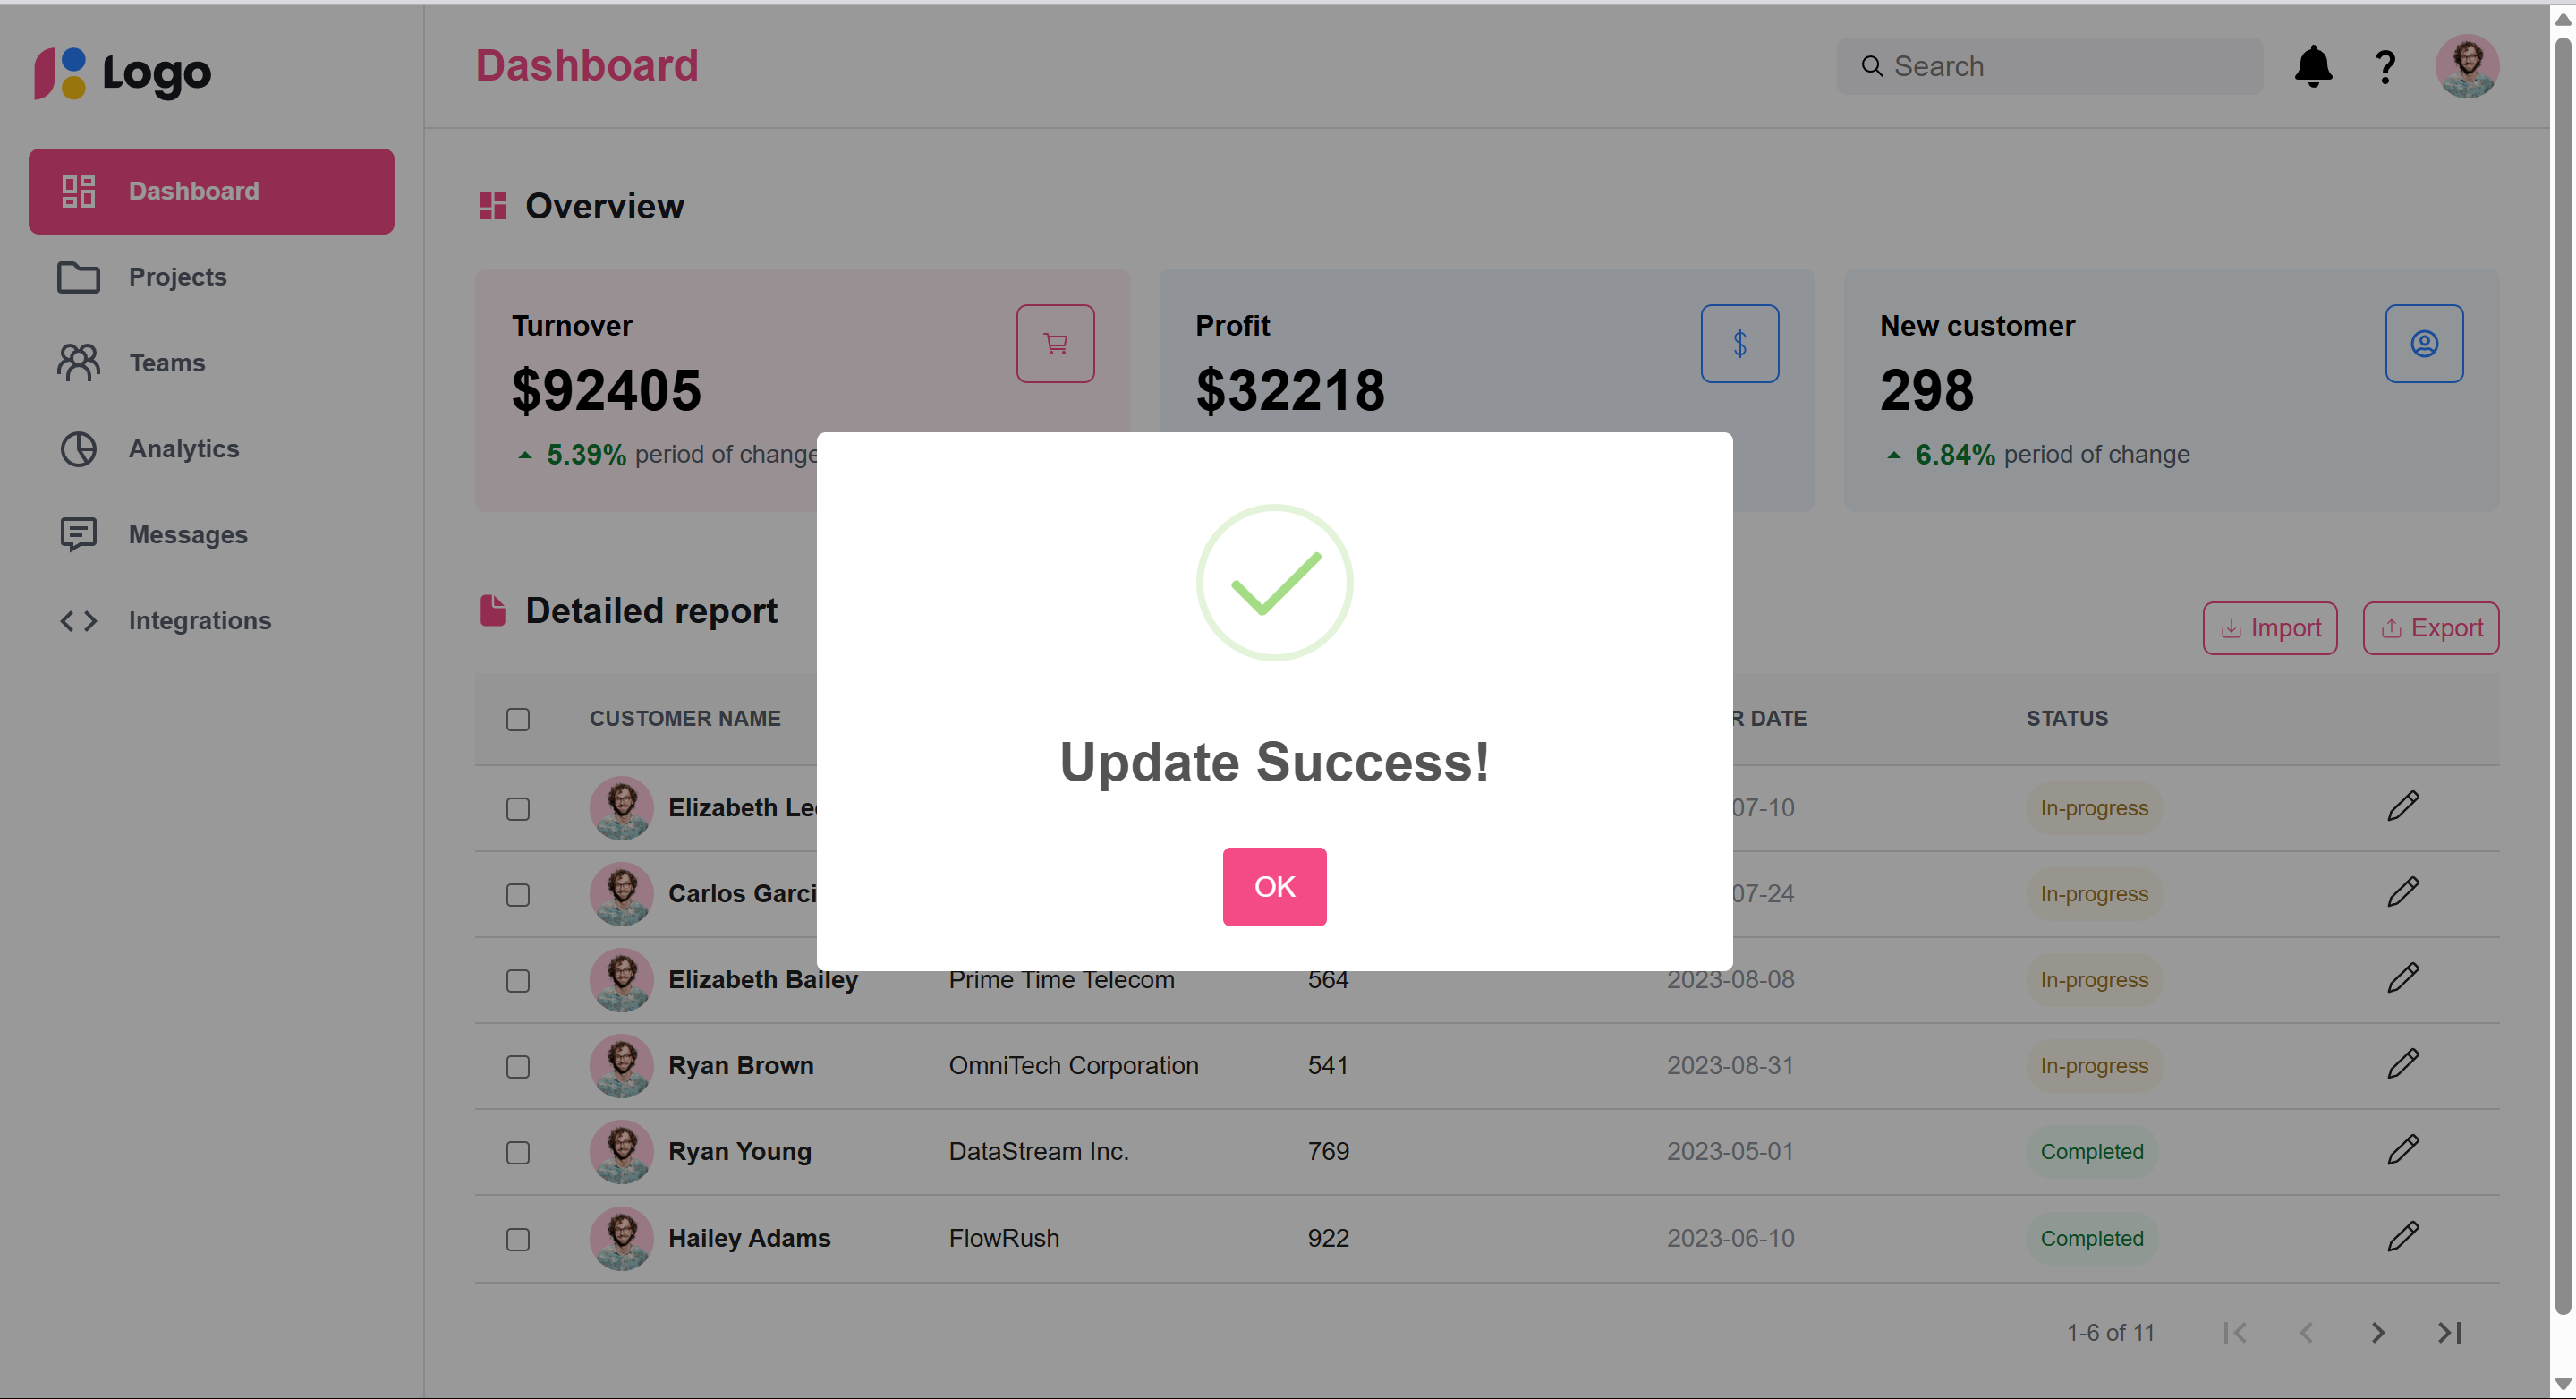 Logo
Dashboard
Search
?
Dashboard
Projects
Teams
Analytics
Messages
Integrations
Overview
Turnover
$92405
5.39% period of change
Profit
$32218
$
New customer
298
6.84% period of change
Detailed report
Import
Export
Update Success!
OK
CUSTOMER NAME
DATE
STATUS
Elizabeth
07-10
In-progress
Carlos
07-24
In-progress
Elizabeth Bailey
Prime Time Telecom
564
2023-08-08
In-progress
Ryan Brown
OmniTech Corporation
541
2023-08-31
In-progress
Ryan Young
DataStream Inc.
769
2023-05-01
Completed
Hailey Adams
FlowRush
922
2023-06-10
Completed
1-6 of 11